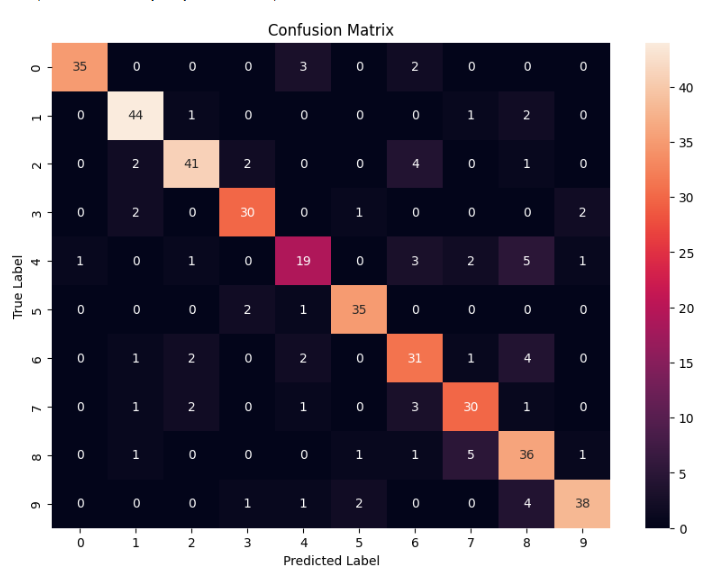 Confusion Matrix
0 35 0 0 0 3 0 2 0 0 0
1 0 44 1 0 0 0 0 1 2 0
2 0 2 41 2 0 0 4 0 1 0
3 0 2 0 30 0 1 0 0 0 2
4 1 0 1 0 19 0 3 2 5 1
5 0 0 0 2 1 35 0 0 0 0
6 0 1 2 0 2 0 31 1 4 0
7 0 1 2 0 1 0 3 30 1 0
8 0 1 0 0 0 1 1 5 36 1
9 0 0 0 1 1 2 0 0 4 38
0 1 2 3 4 5 6 7 8 9
True Label
Predicted Label
40
35
30
25
20
15
10
5
0